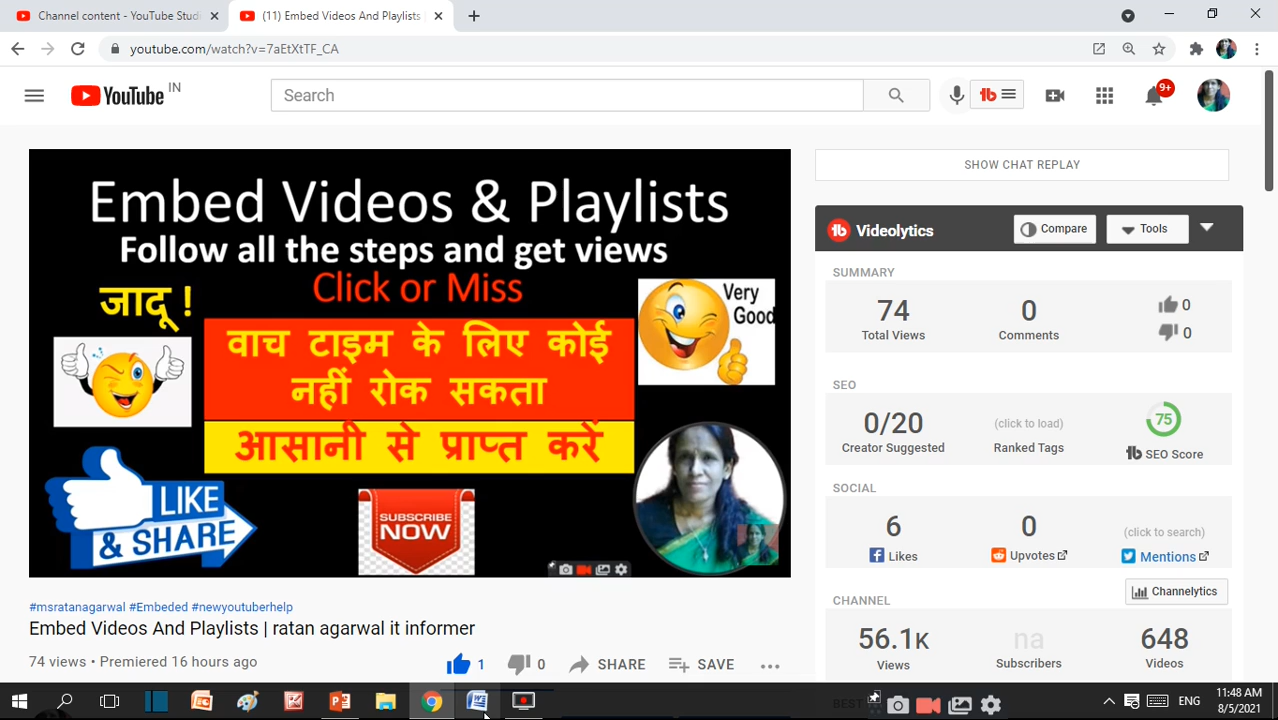 Channel content - YouTube Stud
(11) Embed Videos And Playlists
youtube.com/watch?v=7aEtXtTF_CA
YouTube IN
Search
9+
Embed Videos & Playlists
Follow all the steps and get views
Click or Miss
जादू !
Very
Good
वाच टाइम के लिए कोई
नहीं रोक सकता
आसानी से प्राप्त करें
LIKE
& SHARE
SUBSCRIBE
NOW
#msratanagarwal #Embeded #newyoutuberhelp
Embed Videos And Playlists | ratan agarwal it informer
74 views • Premiered 16 hours ago
1
0
SHARE
SAVE
SHOW CHAT REPLAY
Videolytics
Compare
Tools
SUMMARY
74
Total Views
0
Comments
0
0
SEO
0/20
Creator Suggested
(click to load)
Ranked Tags
75
SEO Score
SOCIAL
6
Likes
0
Upvotes
(click to search)
Mentions
Channelytics
CHANNEL
56.1K
Views
na
Subscribers
648
Videos
BEST
ENG
11:48 AM
8/5/2021